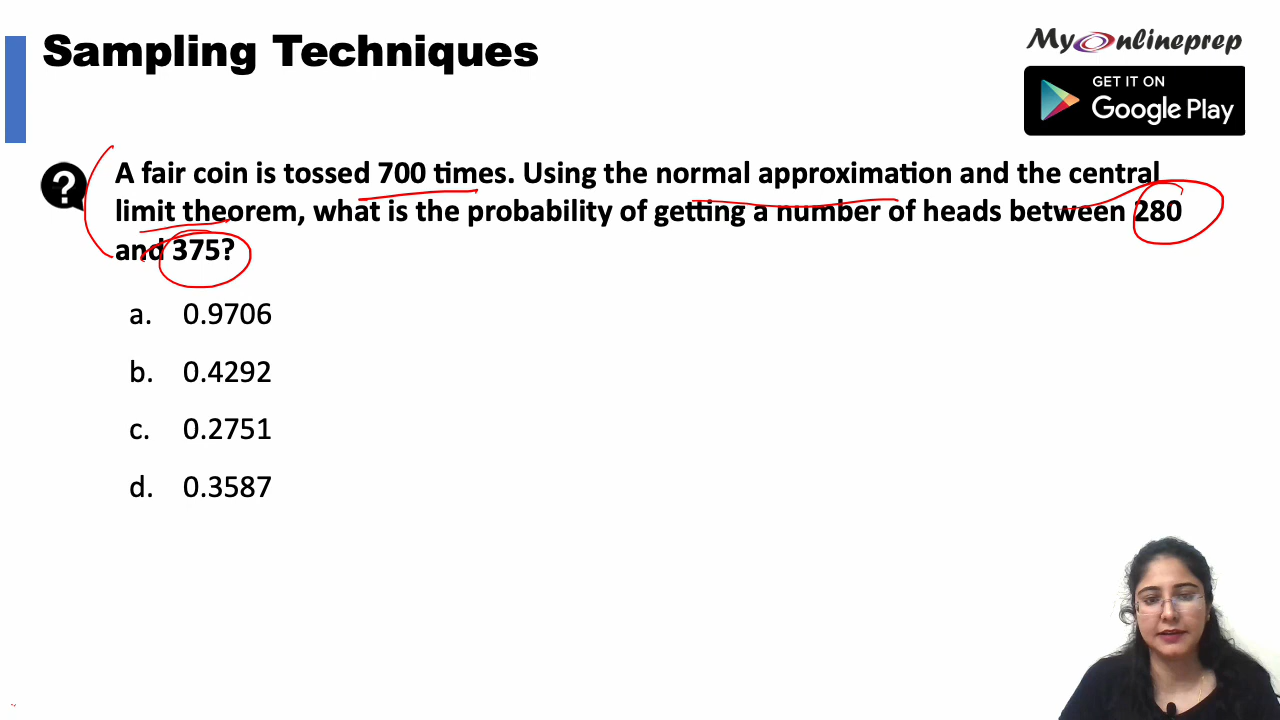 Sampling Techniques
MyOnlineprep
GET IT ON
Google Play
A fair coin is tossed 700 times. Using the normal approximation and the central
limit theorem, what is the probability of getting a number of heads between 280
and 375?
a. 0.9706
b. 0.4292
c. 0.2751
d. 0.3587